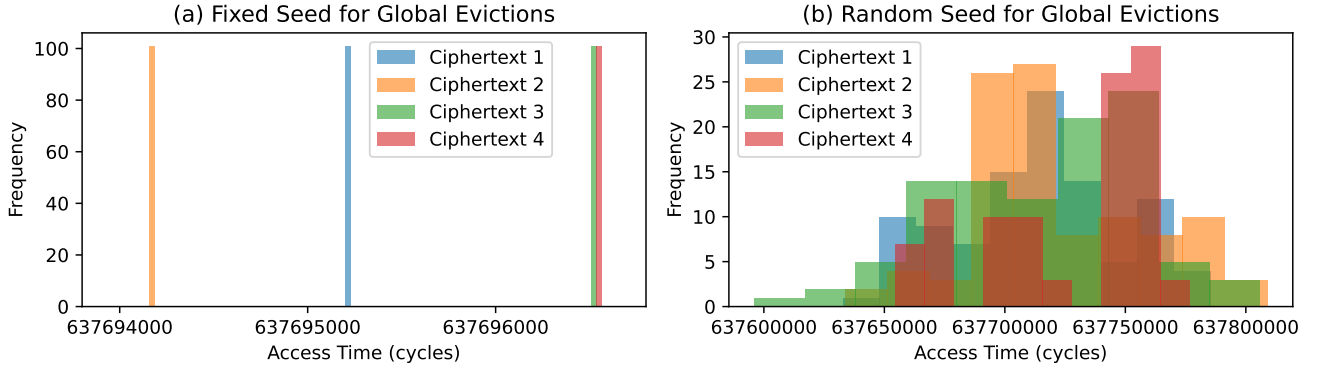 (a) Fixed Seed for Global Evictions
Frequency
100
80
60
40
20
0
Ciphertext 1
Ciphertext 2
Ciphertext 3
Ciphertext 4
637694000 637695000 637696000
Access Time (cycles)
(b) Random Seed for Global Evictions
Frequency
30
25
20
15
10
5
0
Ciphertext 1
Ciphertext 2
Ciphertext 3
Ciphertext 4
637600000 637650000 637700000 637750000 637800000
Access Time (cycles)